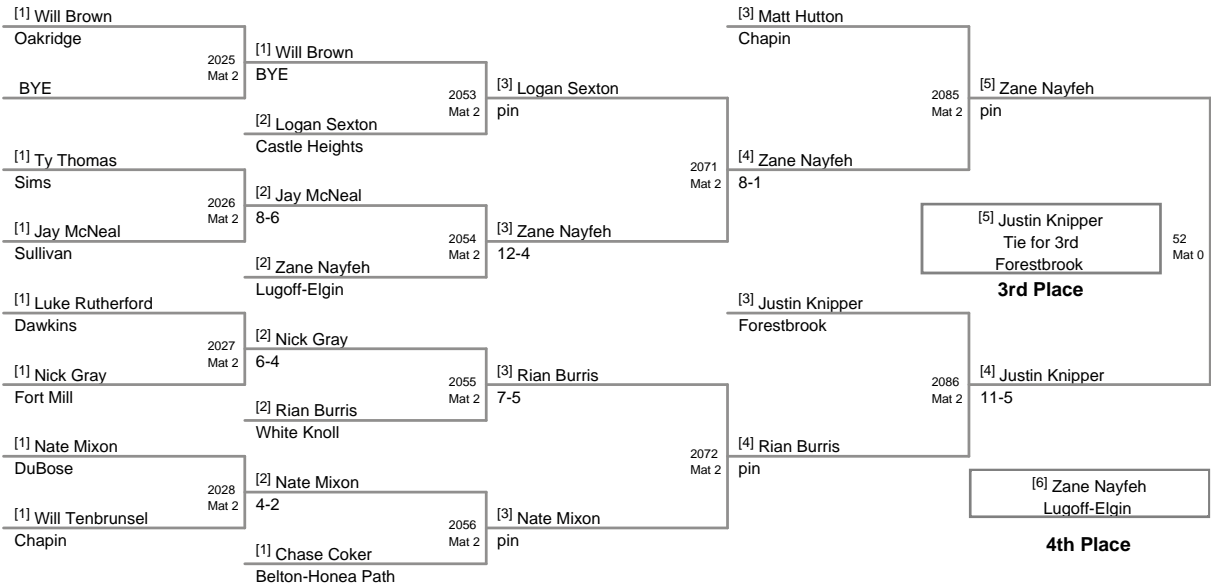 [1] Will Brown
Oakridge
2025
Mat 2
BYE
[1] Ty Thomas
Sims
2026
Mat 2
[1] Jay McNeal
Sullivan
[1] Luke Rutherford
Dawkins
2027
Mat 2
[1] Nick Gray
Fort Mill
[1] Nate Mixon
DuBose
2028
Mat 2
[1] Will Tenbrunsel
Chapin
[1] Will Brown
BYE
2053
Mat 2
[2] Logan Sexton
Castle Heights
[2] Jay McNeal
8-6
2054
Mat 2
[2] Zane Nayfeh
Lugoff-Elgin
[2] Nick Gray
6-4
2055
Mat 2
[2] Rian Burris
White Knoll
[2] Nate Mixon
4-2
2056
Mat 2
[1] Chase Coker
Belton-Honea Path
[3] Logan Sexton
pin
2071
Mat 2
[3] Zane Nayfeh
12-4
[3] Rian Burris
7-5
2072
Mat 2
[3] Nate Mixon
pin
[3] Matt Hutton
Chapin
2085
Mat 2
[4] Zane Nayfeh
8-1
[3] Justin Knipper
Forestbrook
2086
Mat 2
[4] Rian Burris
pin
[5] Zane Nayfeh
pin
[5] Justin Knipper
Tie for 3rd
Forestbrook
3rd Place
52
Mat 0
[4] Justin Knipper
11-5
[6] Zane Nayfeh
Lugoff-Elgin
4th Place